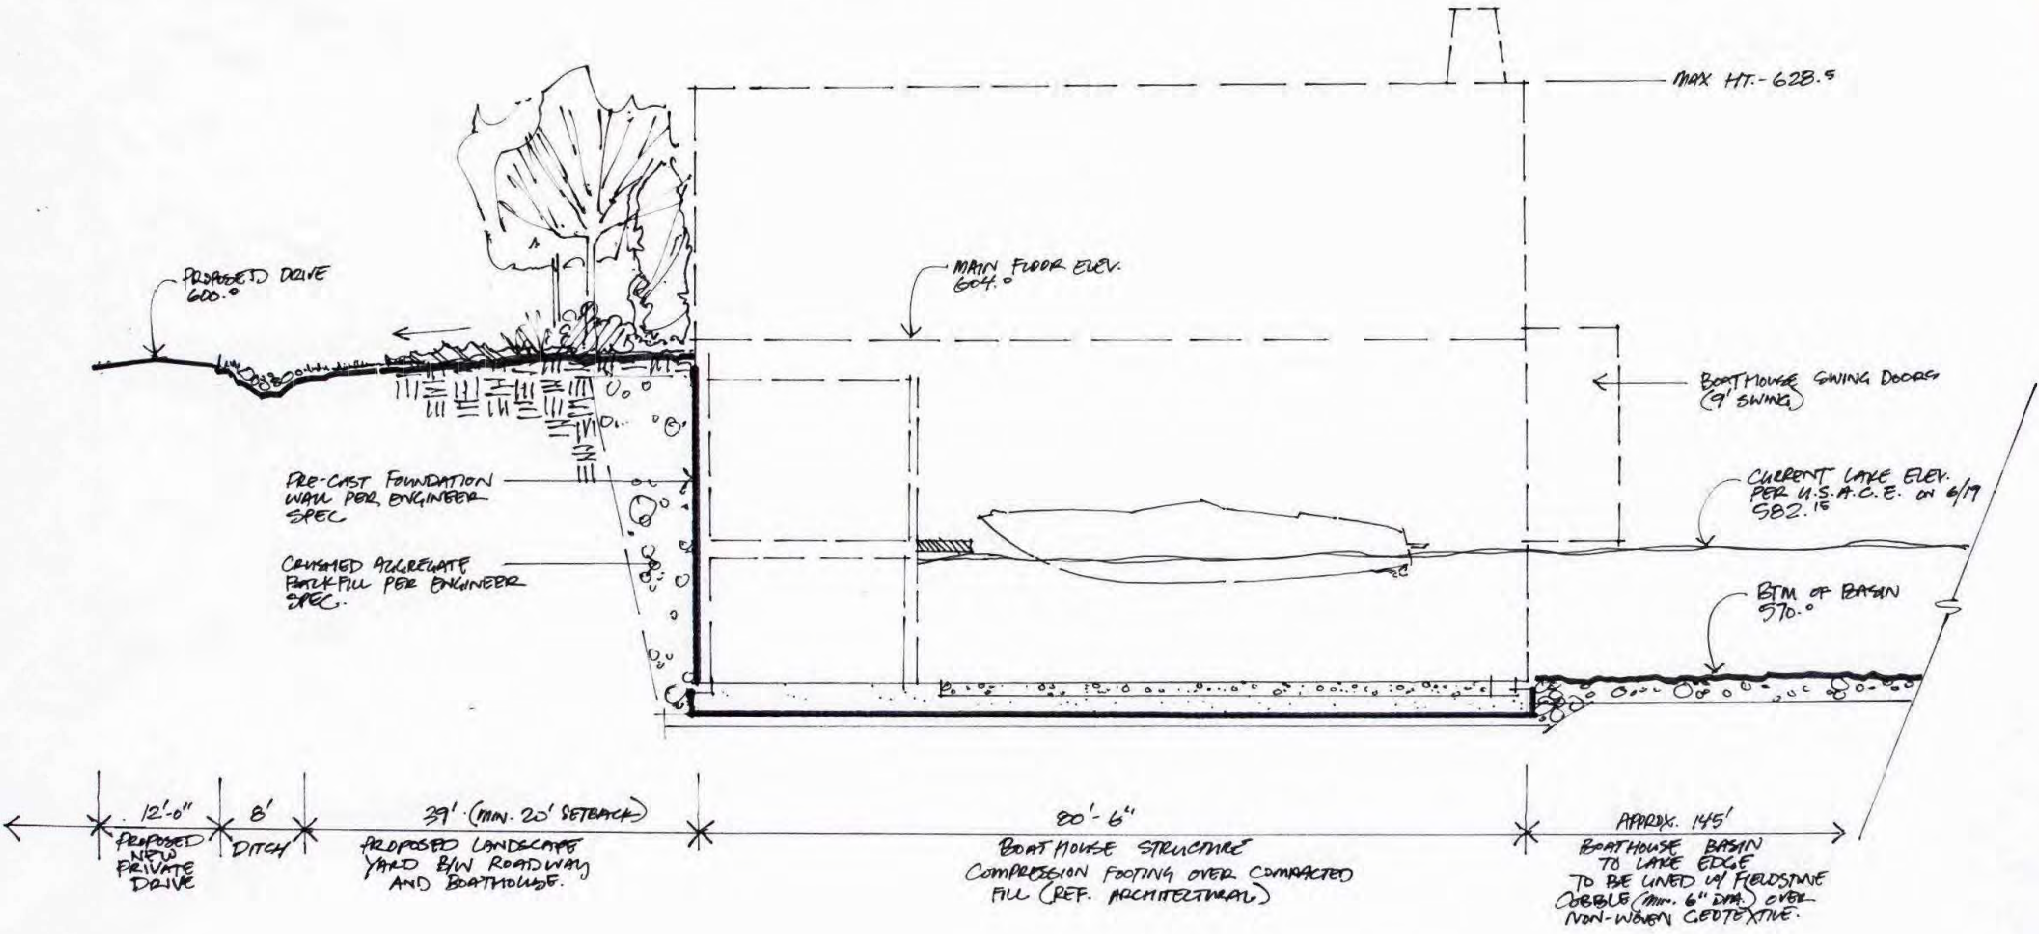 MAX HT. - 628.5
PROPOSED DRIVE
600.0
MAIN FLOOR ELEV.
604.0
BOATHOUSE SWING DOORS
(9' SWING)
PRE-CAST FOUNDATION
WALL PER ENGINEER
SPEC
CURRENT LAKE ELEV.
PER U.S.A.C.E. ON 6/19
582.15
CRUSHED AGGREGATE
BACKFILL PER ENGINEER
SPEC.
BTM OF BASIN
570.0
12'-0"
PROPOSED
NEW
PRIVATE
DRIVE
8'
DITCH
39' (MIN. 20' SETBACK)
PROPOSED LANDSCAPE
YARD B/W ROADWAY
AND BOATHOUSE.
80'-6"
BOATHOUSE STRUCTURE
COMPRESSION FOOTING OVER COMPACTED
FILL (REF. ARCHITECTURAL)
APPROX. 145'
BOATHOUSE BASIN
TO LAKE EDGE
TO BE LINED W/ FIELDSTONE
COBBLE (MIN. 6" DIA.) OVER
NON-WOVEN GEOTEXTILE.